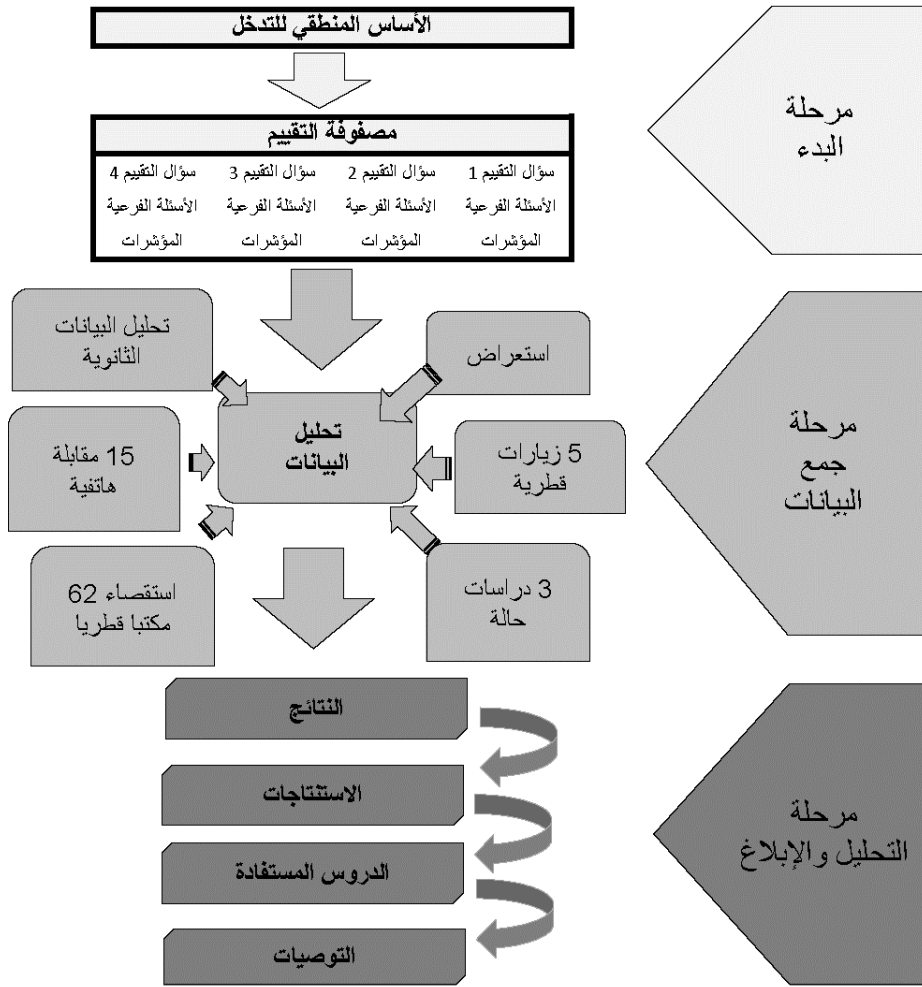 الأساس المنطقي للتدخل
مرحلة
البدء
مصفوفة التقييم
سؤال التقييم 1 سؤال التقييم 2 سؤال التقييم 3 سؤال التقييم 4
الأسئلة الفرعية الأسئلة الفرعية الأسئلة الفرعية الأسئلة الفرعية
المؤشرات المؤشرات المؤشرات المؤشرات
مرحلة
جمع
البيانات
استعراض
تحليل البيانات
الثانوية
تحليل
البيانات
5 زيارات
قطرية
15 مقابلة
هاتفية
3 دراسات
حالة
استقصاء 62
مكتبا قطريا
مرحلة
التحليل والإبلاغ
النتائج
الاستنتاجات
الدروس المستفادة
التوصيات